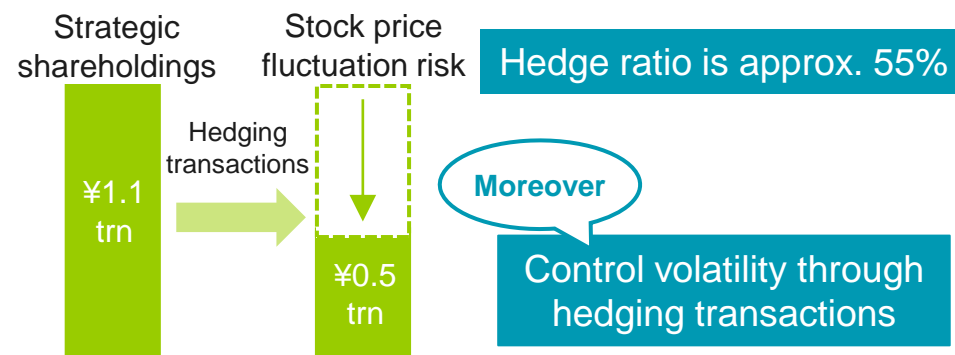 Strategic
shareholdings
Stock price
fluctuation risk
Hedge ratio is approx. 55%
Hedging
transactions
¥1.1
trn
Moreover
¥0.5
trn
Control volatility through
hedging transactions